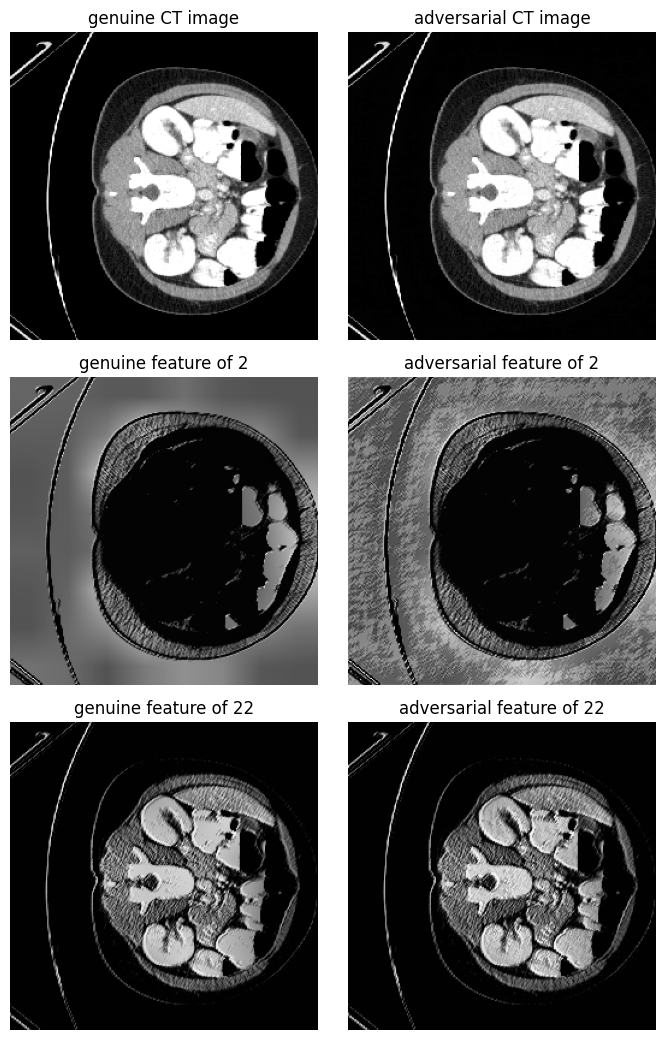 genuine CT image
adversarial CT image
genuine feature of 2
adversarial feature of 2
genuine feature of 22
adversarial feature of 22